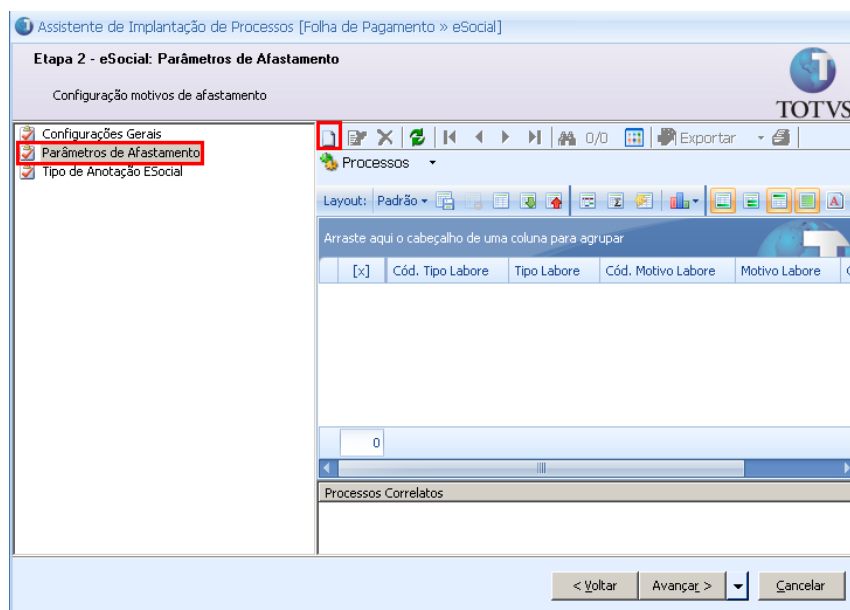 Assistente de Implantação de Processos [Folha de Pagamento » eSocial]
Etapa 2 - eSocial: Parâmetros de Afastamento
Configuração motivos de afastamento
TOTVS
Configurações Gerais
Parâmetros de Afastamento
Tipo de Anotação ESocial
0/0 Exportar
Processos
Layout: Padrão
Arraste aqui o cabeçalho de uma coluna para agrupar
[x] Cód. Tipo Labore Tipo Labore Cód. Motivo Labore Motivo Labore
0
Processos Correlatos
< Voltar Avançar > Cancelar